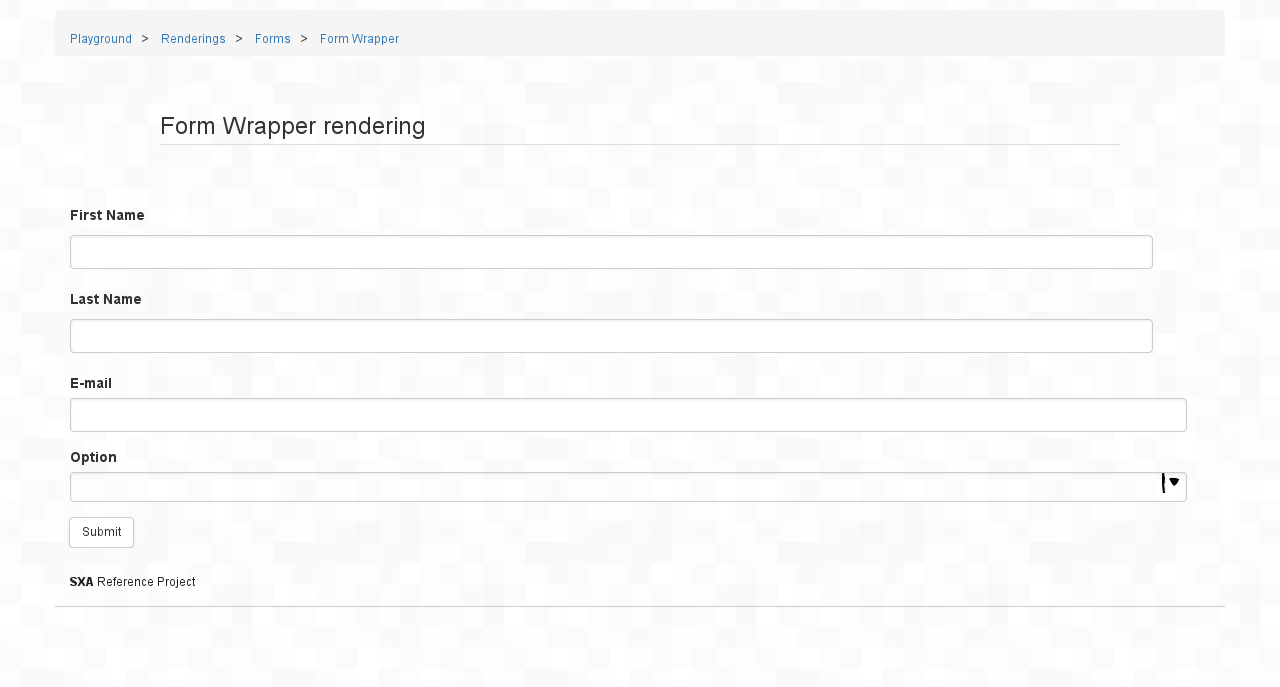 Playground > Renderings > Forms > Form Wrapper
Form Wrapper rendering
First Name
Last Name
E-mail
Option
Submit
SXA Reference Project